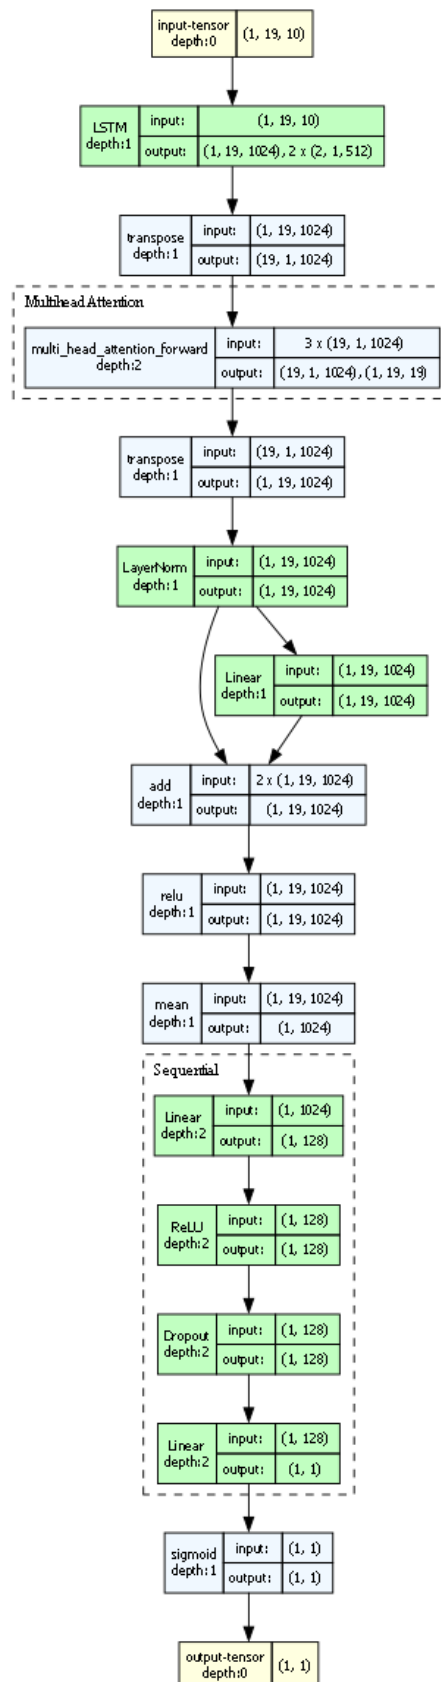 input-tensor
depth:0
(1, 19, 10)
LSTM
depth:1
input:
(1, 19, 10)
output:
(1, 19, 1024), 2 x (2, 1, 512)
transpose
depth:1
input:
(1, 19, 1024)
output:
(19, 1, 1024)
MultiheadAttention
multi_head_attention_forward
depth:2
input:
3 x (19, 1, 1024)
output:
(19, 1, 1024), (1, 19, 19)
transpose
depth:1
input:
(19, 1, 1024)
output:
(1, 19, 1024)
LayerNorm
depth:1
input:
(1, 19, 1024)
output:
(1, 19, 1024)
Linear
depth:1
input:
(1, 19, 1024)
output:
(1, 19, 1024)
add
depth:1
input:
2 x (1, 19, 1024)
output:
(1, 19, 1024)
relu
depth:1
input:
(1, 19, 1024)
output:
(1, 19, 1024)
mean
depth:1
input:
(1, 19, 1024)
output:
(1, 1024)
Sequential
Linear
depth:2
input:
(1, 1024)
output:
(1, 128)
ReLU
depth:2
input:
(1, 128)
output:
(1, 128)
Dropout
depth:2
input:
(1, 128)
output:
(1, 128)
Linear
depth:2
input:
(1, 128)
output:
(1, 1)
sigmoid
depth:1
input:
(1, 1)
output:
(1, 1)
output-tensor
depth:0
(1, 1)